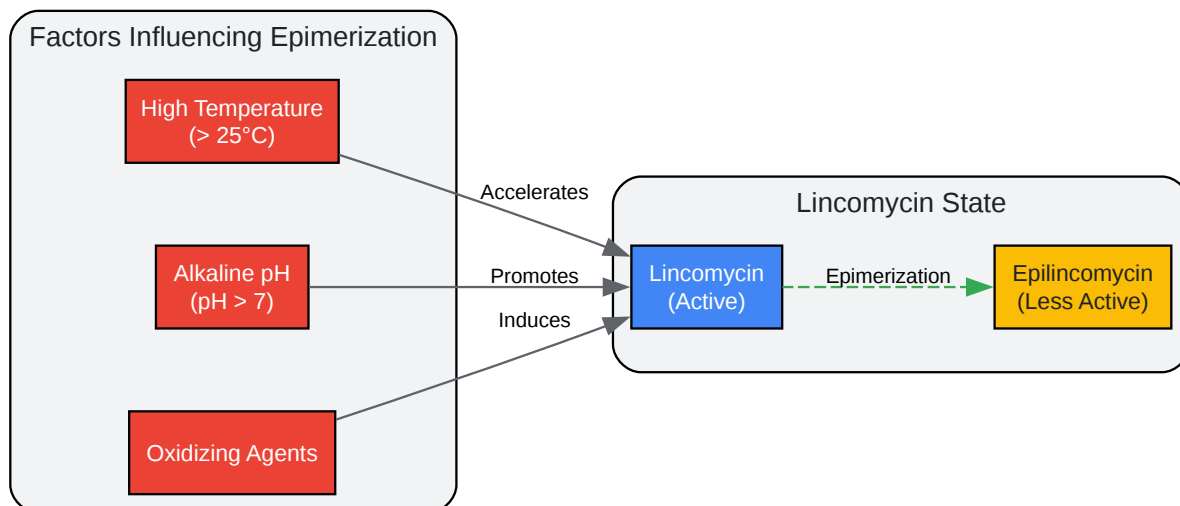 Factors Influencing Epimerization
High Temperature
(> 25°C)
Accelerates
Lincomycin State
Alkaline pH
(pH > 7)
Promotes
Lincomycin
(Active)
Epimerization
Epilincomycin
(Less Active)
Induces
Oxidizing Agents